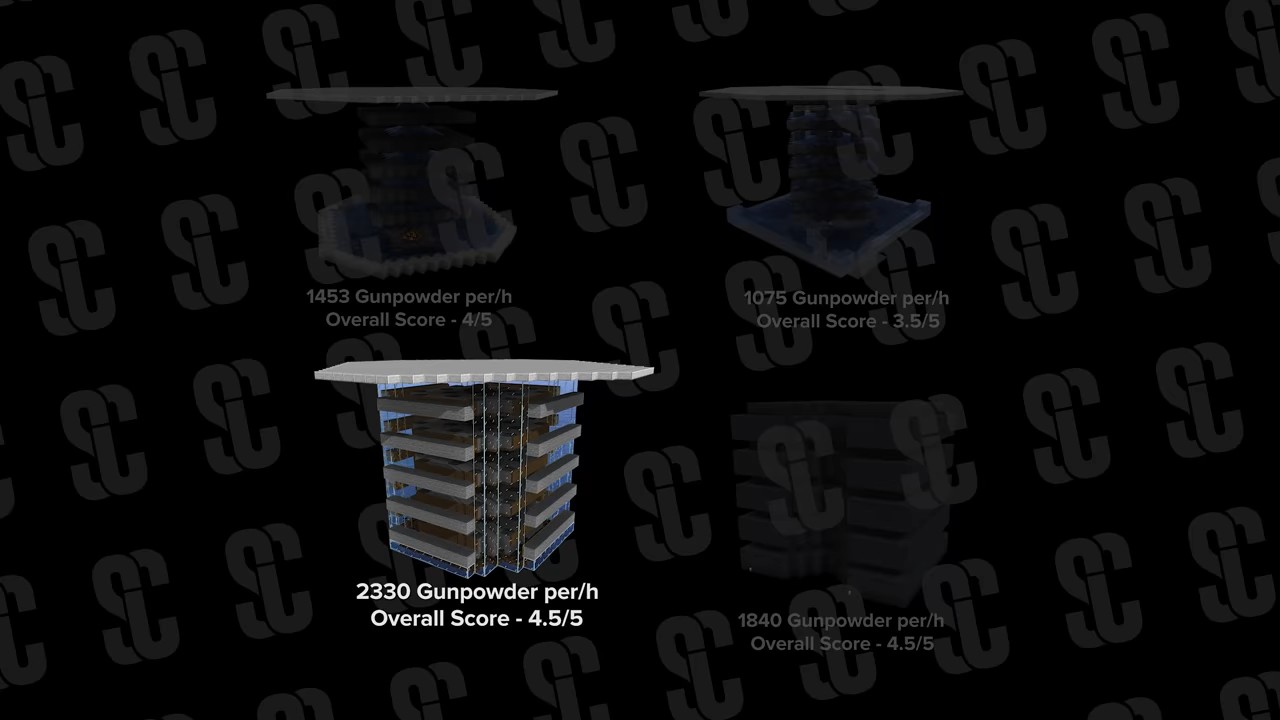 1453 Gunpowder per/h
Overall Score - 4/5
1075 Gunpowder per/h
Overall Score - 3.5/5
2330 Gunpowder per/h
Overall Score - 4.5/5
1840 Gunpowder per/h
Overall Score - 4.5/5